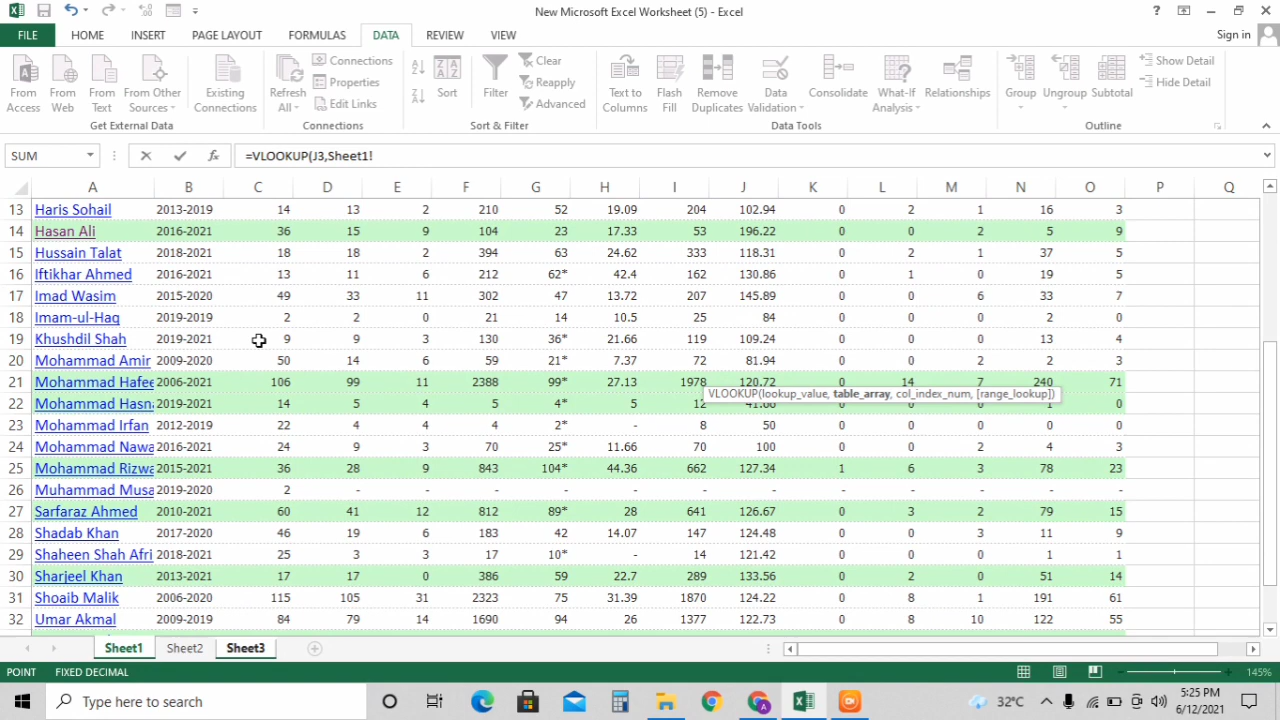 New Microsoft Excel Worksheet (5) - Excel
FILE HOME INSERT PAGE LAYOUT FORMULAS DATA REVIEW VIEW Sign in
From Access From Web From Text From Other Sources Existing Connections
Get External Data
Refresh All Connections Properties Edit Links
Connections
Sort Filter Clear Reapply Advanced
Sort & Filter
Text to Columns Flash Fill Remove Duplicates Data Validation Consolidate What-If Analysis Relationships
Data Tools
Group Ungroup Subtotal Show Detail Hide Detail
Outline
SUM =VLOOKUP(J3,Sheet1!
A B C D E F G H I J K L M N O P Q
13 Haris Sohail 2013-2019 14 13 2 210 52 19.09 204 102.94 0 2 1 16 3
14 Hasan Ali 2016-2021 36 15 9 104 23 17.33 53 196.22 0 0 2 5 9
15 Hussain Talat 2018-2021 18 18 2 394 63 24.62 333 118.31 0 2 1 37 5
16 Iftikhar Ahmed 2016-2021 13 11 6 212 62* 42.4 162 130.86 0 1 0 19 5
17 Imad Wasim 2015-2020 49 33 11 302 47 13.72 207 145.89 0 0 6 33 7
18 Imam-ul-Haq 2019-2019 2 2 0 21 14 10.5 25 84 0 0 0 2 0
19 Khushdil Shah 2019-2021 9 9 3 130 36* 21.66 119 109.24 0 0 0 13 4
20 Mohammad Amir 2009-2020 50 14 6 59 21* 7.37 72 81.94 0 0 2 2 3
21 Mohammad Hafee 2006-2021 106 99 11 2388 99* 27.13 1978 120.72 0 14 7 240 71
VLOOKUP(lookup_value, table_array, col_index_num, [range_lookup])
22 Mohammad Hasna 2019-2021 14 5 4 5 4* 5 12 0
23 Mohammad Irfan 2012-2019 22 4 4 4 2* - 8 50 0 0 0 0 0
24 Mohammad Nawa 2016-2021 24 9 3 70 25* 11.66 70 100 0 0 2 4 3
25 Mohammad Rizwa 2015-2021 36 28 9 843 104* 44.36 662 127.34 1 6 3 78 23
26 Muhammad Musa 2019-2020 2 - - - - - - - - - - - -
27 Sarfaraz Ahmed 2010-2021 60 41 12 812 89* 28 641 126.67 0 3 2 79 15
28 Shadab Khan 2017-2020 46 19 6 183 42 14.07 147 124.48 0 0 3 11 9
29 Shaheen Shah Afri 2018-2021 25 3 3 17 10* - 14 121.42 0 0 0 1 1
30 Sharjeel Khan 2013-2021 17 17 0 386 59 22.7 289 133.56 0 2 0 51 14
31 Shoaib Malik 2006-2020 115 105 31 2323 75 31.39 1870 124.22 0 8 1 191 61
32 Umar Akmal 2009-2019 84 79 14 1690 94 26 1377 122.73 0 8 10 122 55
Sheet1 Sheet2 Sheet3
POINT FIXED DECIMAL 145%
Type here to search 32°C 5:25 PM
6/12/2021